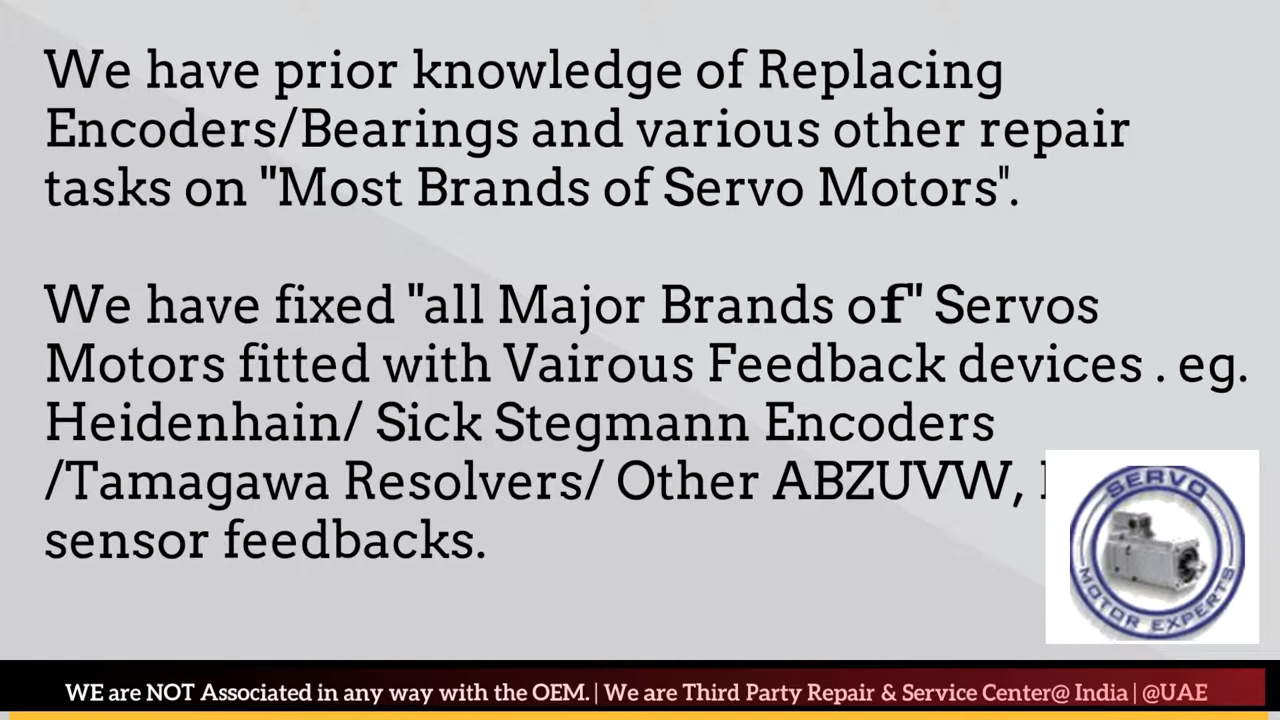 We have prior knowledge of Replacing
Encoders/Bearings and various other repair
tasks on "Most Brands of Servo Motors".
We have fixed "all Major Brands of" Servos
Motors fitted with Vairous Feedback devices . eg.
Heidenhain/ Sick Stegmann Encoders
/Tamagawa Resolvers/ Other ABZUVW,
sensor feedbacks.
SERVO
MOTOR EXPERTS
WE are NOT Associated in any way with the OEM. | We are Third Party Repair & Service Center@ India | @UAE